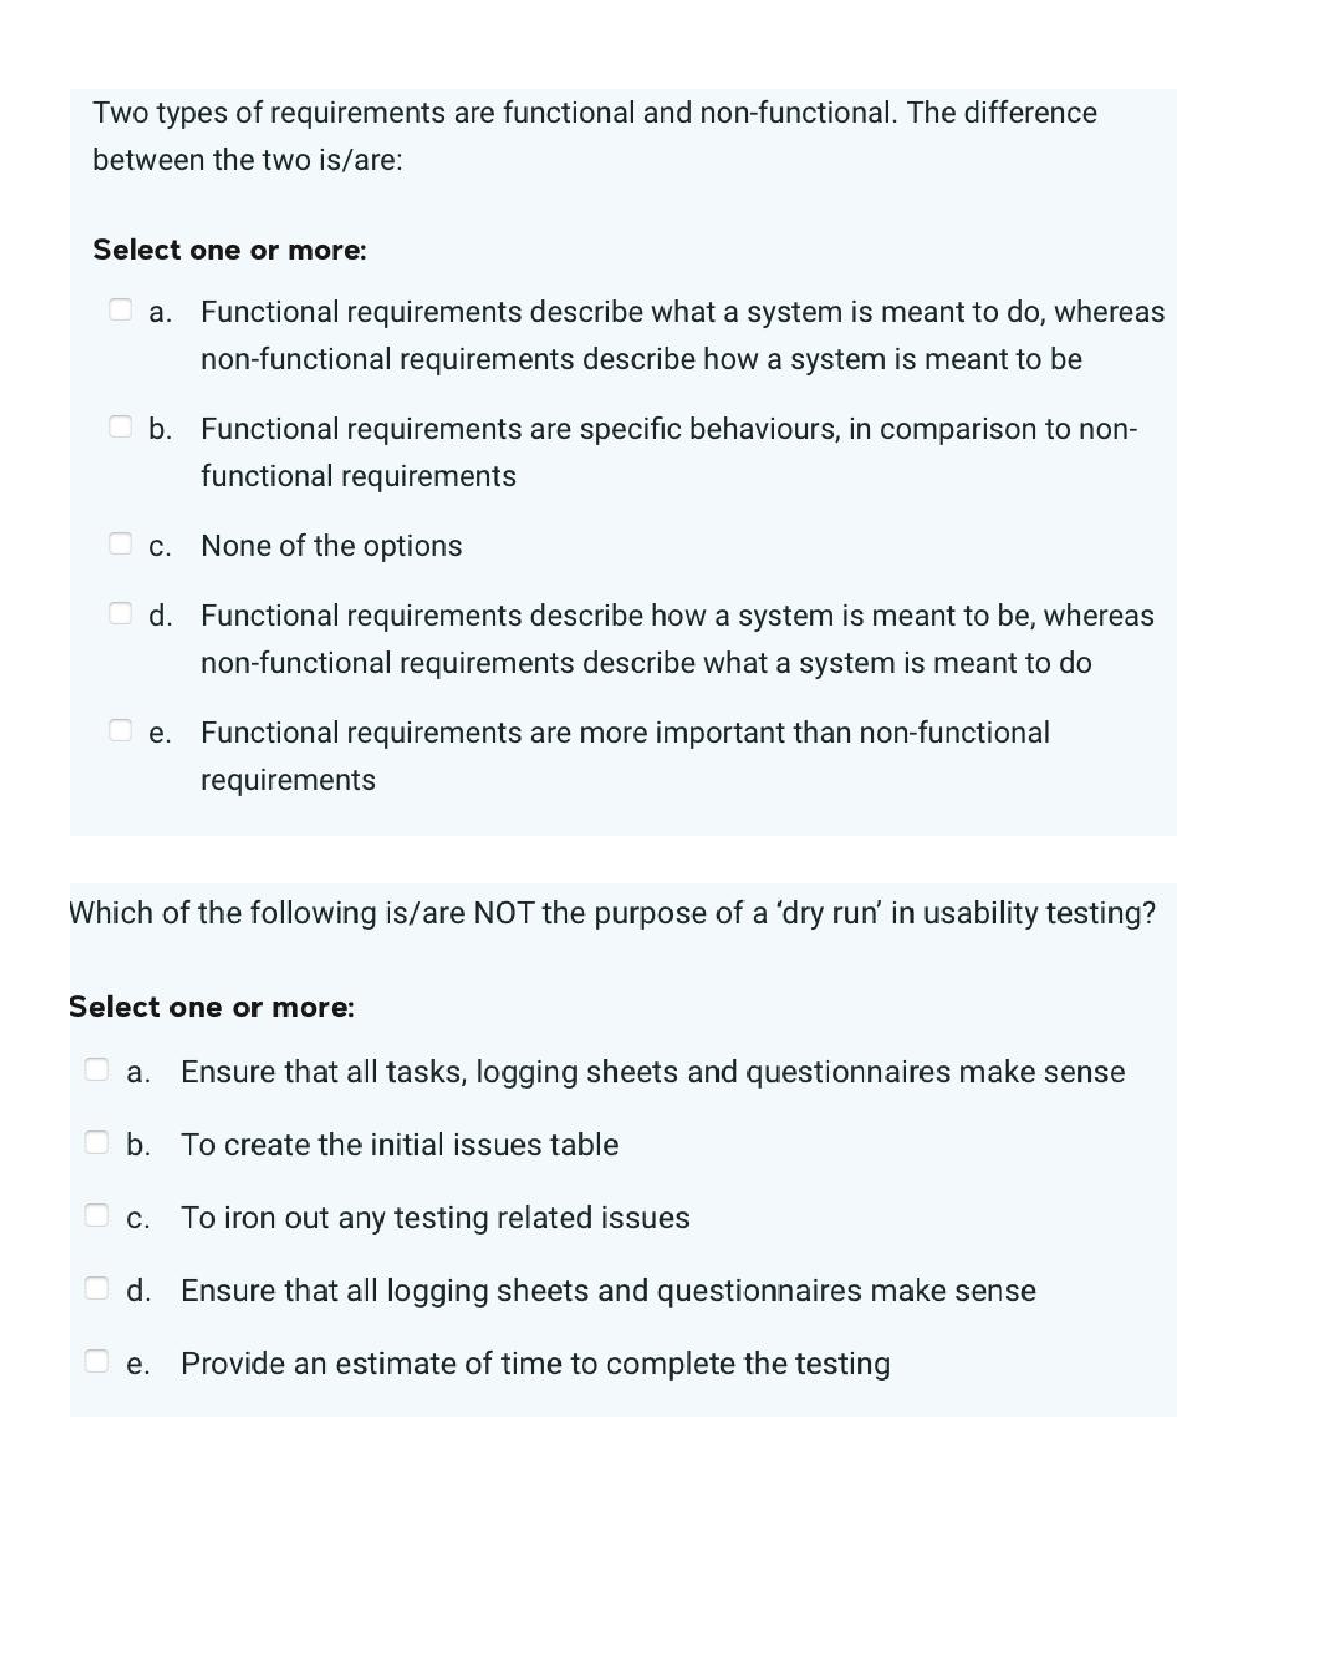 Two types of requirements are functional and non-functional. The difference
between the two is/are:
Select one or more:
a. Functional requirements describe what a system is meant to do, whereas
non-functional requirements describe how a system is meant to be
b. Functional requirements are specific behaviours, in comparison to non-
functional requirements
c. None of the options
d. Functional requirements describe how a system is meant to be, whereas
non-functional requirements describe what a system is meant to do
e. Functional requirements are more important than non-functional
requirements
Which of the following is/are NOT the purpose of a ‘dry run’ in usability testing?
Select one or more:
a. Ensure that all tasks, logging sheets and questionnaires make sense
b. To create the initial issues table
c. To iron out any testing related issues
d. Ensure that all logging sheets and questionnaires make sense
e. Provide an estimate of time to complete the testing